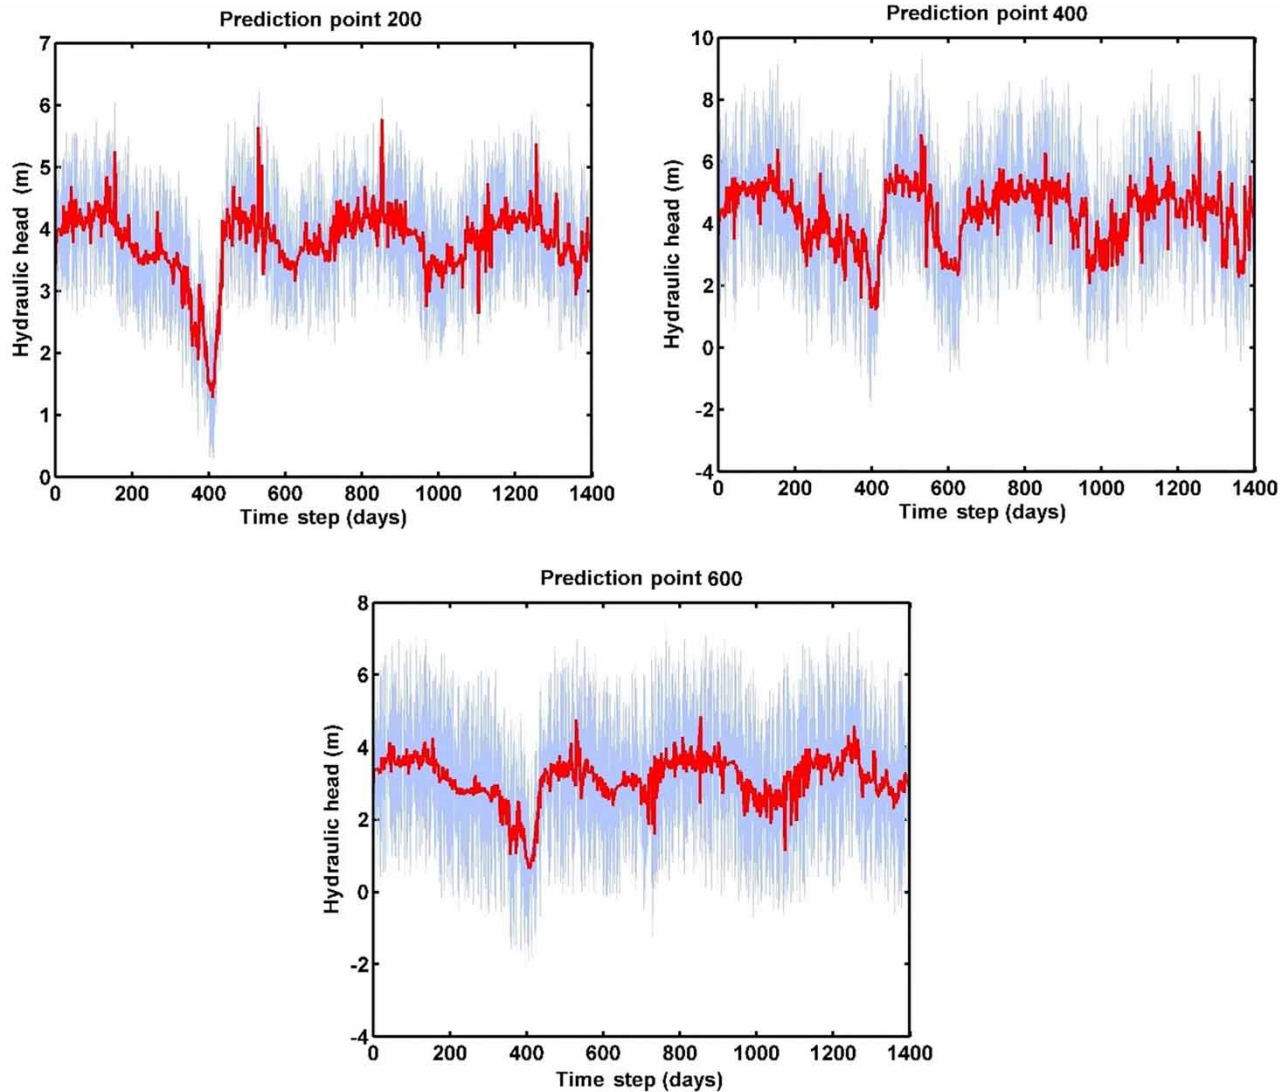 Prediction point 200
7
6
5
4
3
2
1
0
Hydraulic head (m)
0 200 400 600 800 1000 1200 1400
Time step (days)
Prediction point 400
10
8
6
4
2
0
-2
-4
Hydraulic head (m)
0 200 400 600 800 1000 1200 1400
Time step (days)
Prediction point 600
8
6
4
2
0
-2
-4
Hydraulic head (m)
0 200 400 600 800 1000 1200 1400
Time step (days)